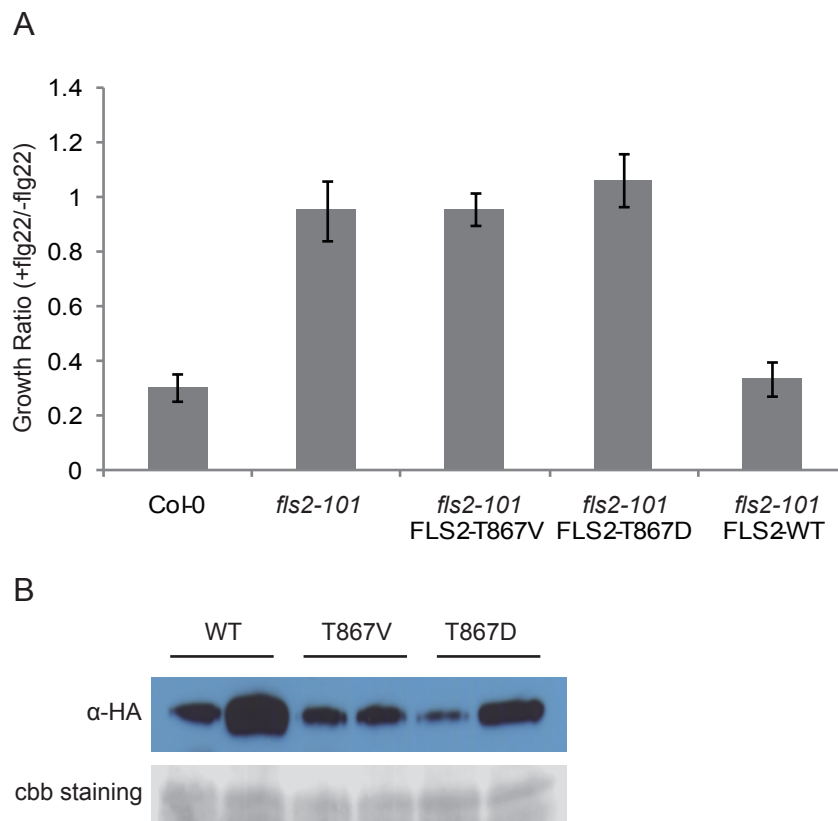 A
1.4
1.2
1
0.8
0.6
0.4
0.2
0
Growth Ratio (+flg22/-flg22)
Col-0 fls2-101 fls2-101 fls2-101 fls2-101
FLS2-T867V FLS2-T867D FLS2-WT
B
WT T867V T867D
α-HA
cbb staining